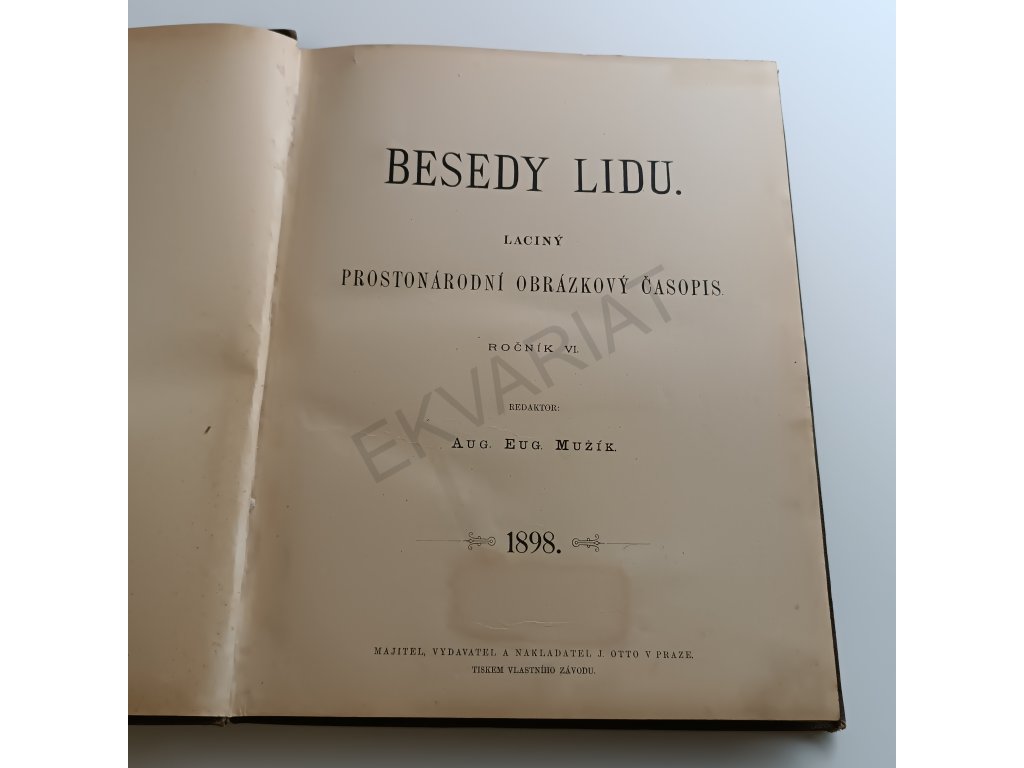 BESEDY LIDU.
LACINÝ
PROSTONÁRODNÍ OBRÁZKOVÝ ČASOPIS.
ROČNÍK VI.
REDAKTOR:
AUG. EUG. MUŽÍK.
1898.
MAJITEL, VYDAVATEL A NAKLADATEL J. OTTO V PRAZE.
TISKEM VLASTNÍHO ZÁVODU.
EKVARIAT